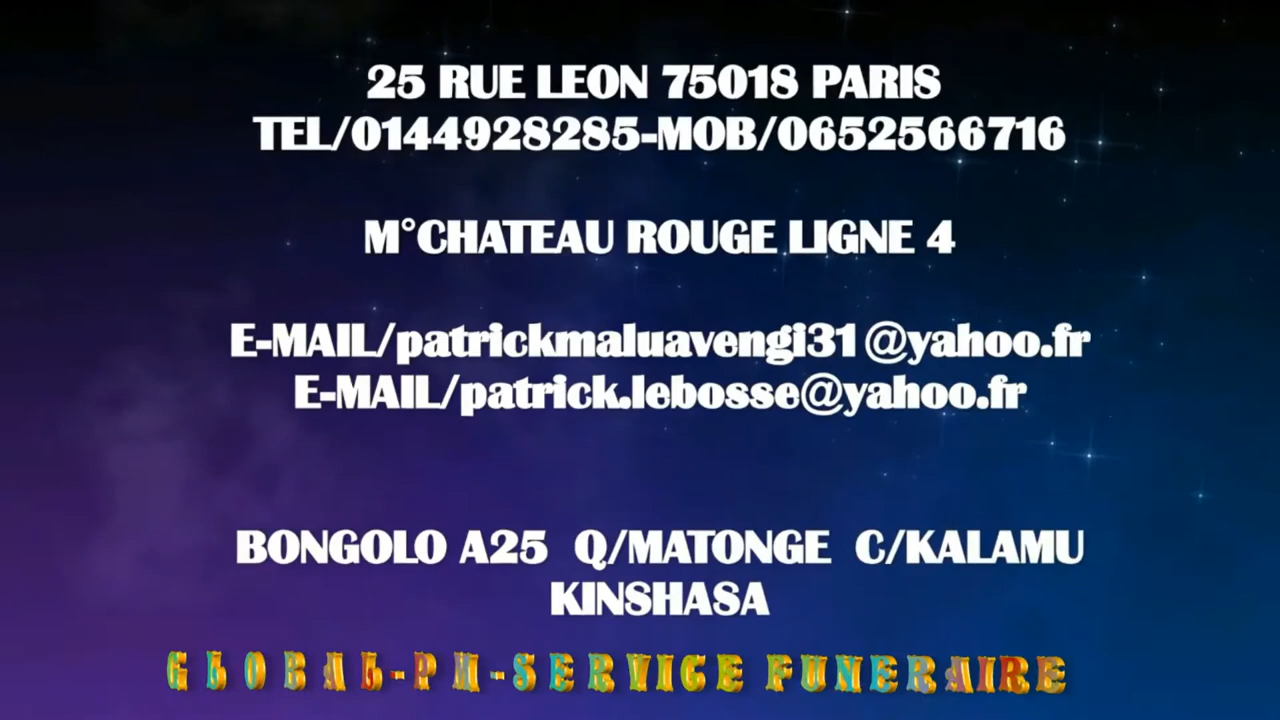 25 RUE LEON 75018 PARIS
TEL/0144928285-MOB/0652566716
M°CHATEAU ROUGE LIGNE 4
E-MAIL/patrickmaluavengi31@yahoo.fr
E-MAIL/patrick.lebosse@yahoo.fr
BONGOLO A25 Q/MATONGE C/KALAMU
KINSHASA
GLOBAL-PM-SERVICE FUNERAIRE